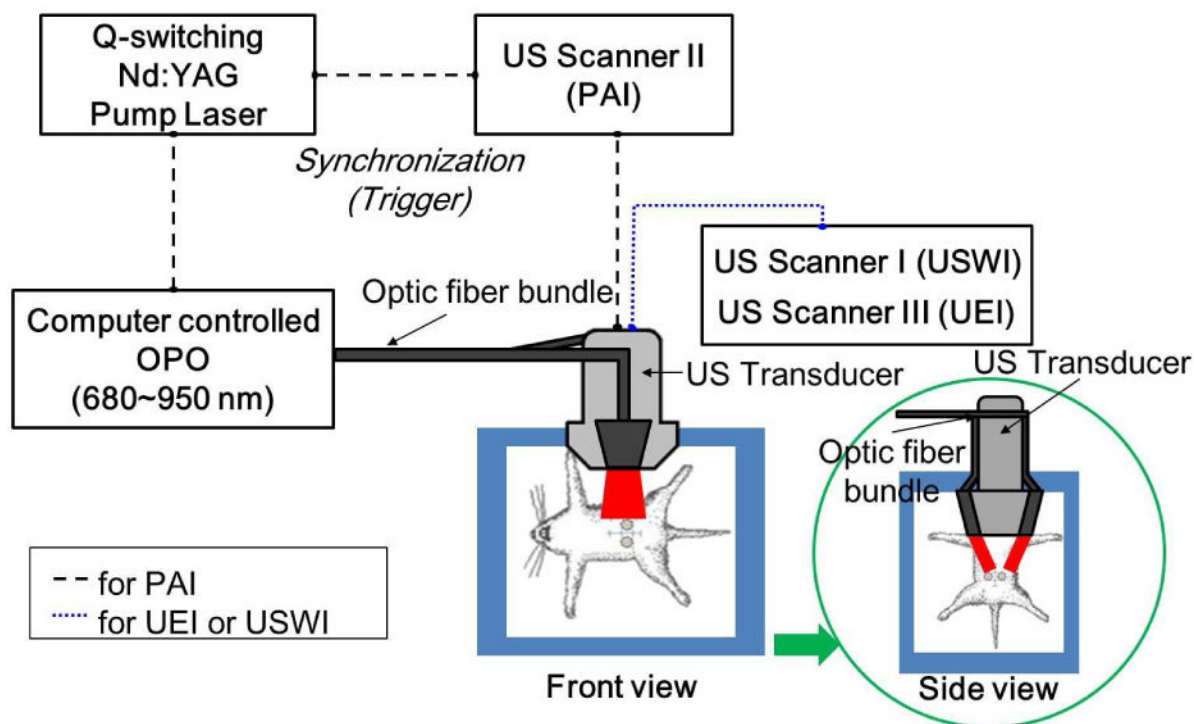 Q-switching
Nd:YAG
Pump Laser
US Scanner II
(PAI)
Synchronization
(Trigger)
US Scanner I (USWI)
US Scanner III (UEI)
Optic fiber bundle
Computer controlled
OPO
(680~950 nm)
US Transducer
US Transducer
Optic fiber
bundle
for PAI
for UEI or USWI
Front view
Side view